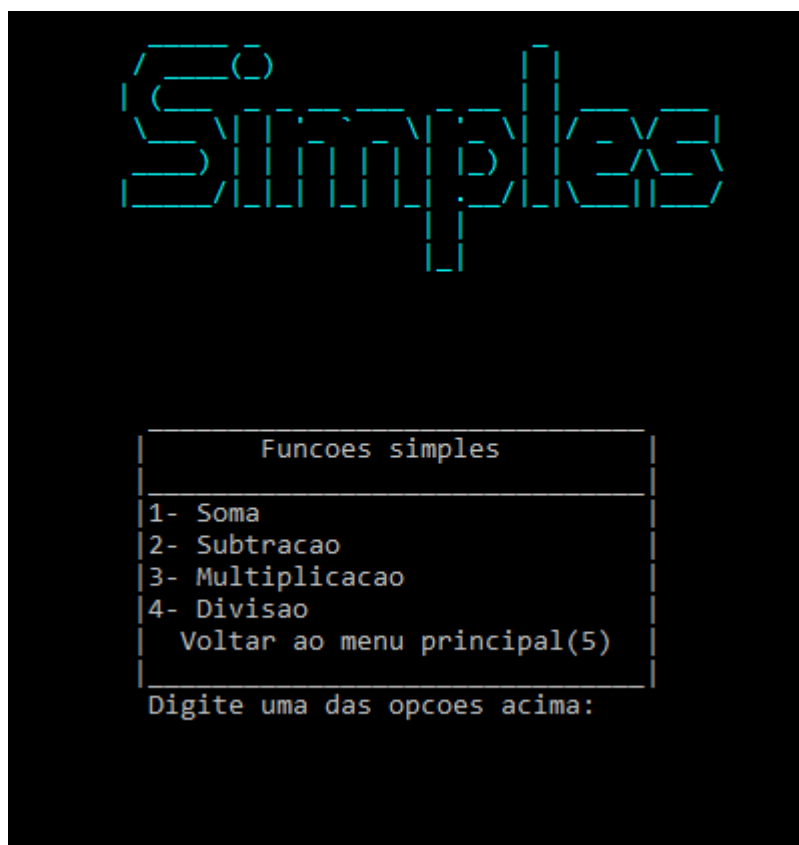 Simples
Funcoes simples
1- Soma
2- Subtracao
3- Multiplicacao
4- Divisao
Voltar ao menu principal(5)
Digite uma das opcoes acima: